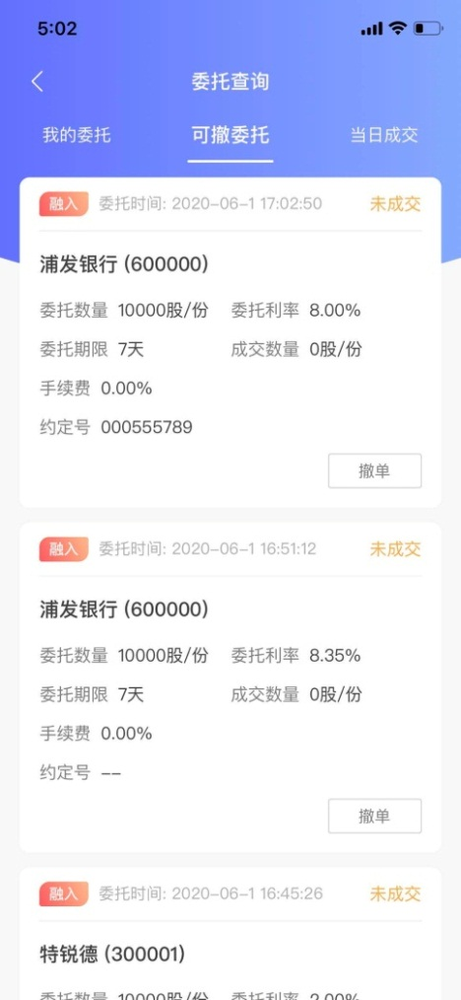 5:02
委托查询
我的委托 可撤委托 当日成交
融入 委托时间: 2020-06-1 17:02:50 未成交
浦发银行 (600000)
委托数量 10000股/份 委托利率 8.00%
委托期限 7天 成交数量 0股/份
手续费 0.00%
约定号 000555789
撤单
融入 委托时间: 2020-06-1 16:51:12 未成交
浦发银行 (600000)
委托数量 10000股/份 委托利率 8.35%
委托期限 7天 成交数量 0股/份
手续费 0.00%
约定号 --
撤单
融入 委托时间: 2020-06-1 16:45:26 未成交
特锐德 (300001)
委托数量 10000股/份 委托利率 2.00%